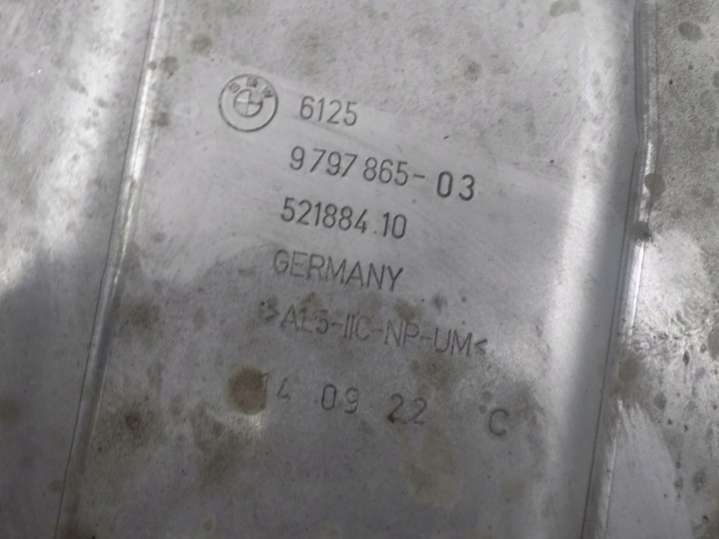 BMW 6125
9797865-03
521884.10
GERMANY
>AL5-IIC-NP-UM<
14 09 22 C